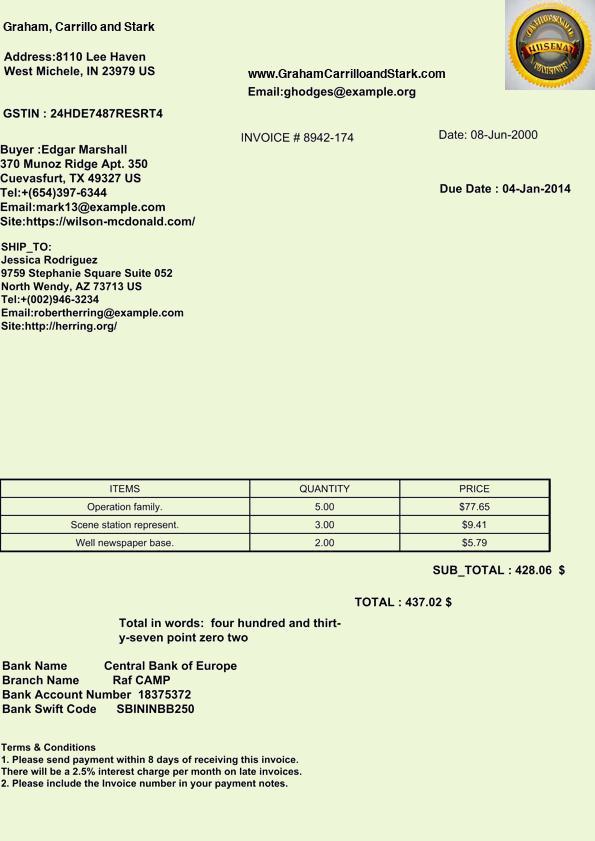 Graham, Carrillo and Stark
Address:8110 Lee Haven
West Michele, IN 23979 US
www.GrahamCarrilloandStark.com
Email:ghodges@example.org
HUSENAT
GSTIN : 24HDE7487RESRT4
INVOICE # 8942-174
Date: 08-Jun-2000
Due Date : 04-Jan-2014
Buyer :Edgar Marshall
370 Munoz Ridge Apt. 350
Cuevasfurt, TX 49327 US
Tel:+(654)397-6344
Email:mark13@example.com
Site:https://wilson-mcdonald.com/
SHIP_TO:
Jessica Rodriguez
9759 Stephanie Square Suite 052
North Wendy, AZ 73713 US
Tel:+(002)946-3234
Email:robertherring@example.com
Site:http://herring.org/
ITEMS QUANTITY PRICE
Operation family. 5.00 $77.65
Scene station represent. 3.00 $9.41
Well newspaper base. 2.00 $5.79
SUB_TOTAL : 428.06 $
TOTAL : 437.02 $
Total in words: four hundred and thirt-
y-seven point zero two
Bank Name Central Bank of Europe
Branch Name Raf CAMP
Bank Account Number 18375372
Bank Swift Code SBININBB250
Terms & Conditions
1. Please send payment within 8 days of receiving this invoice.
There will be a 2.5% interest charge per month on late invoices.
2. Please include the Invoice number in your payment notes.